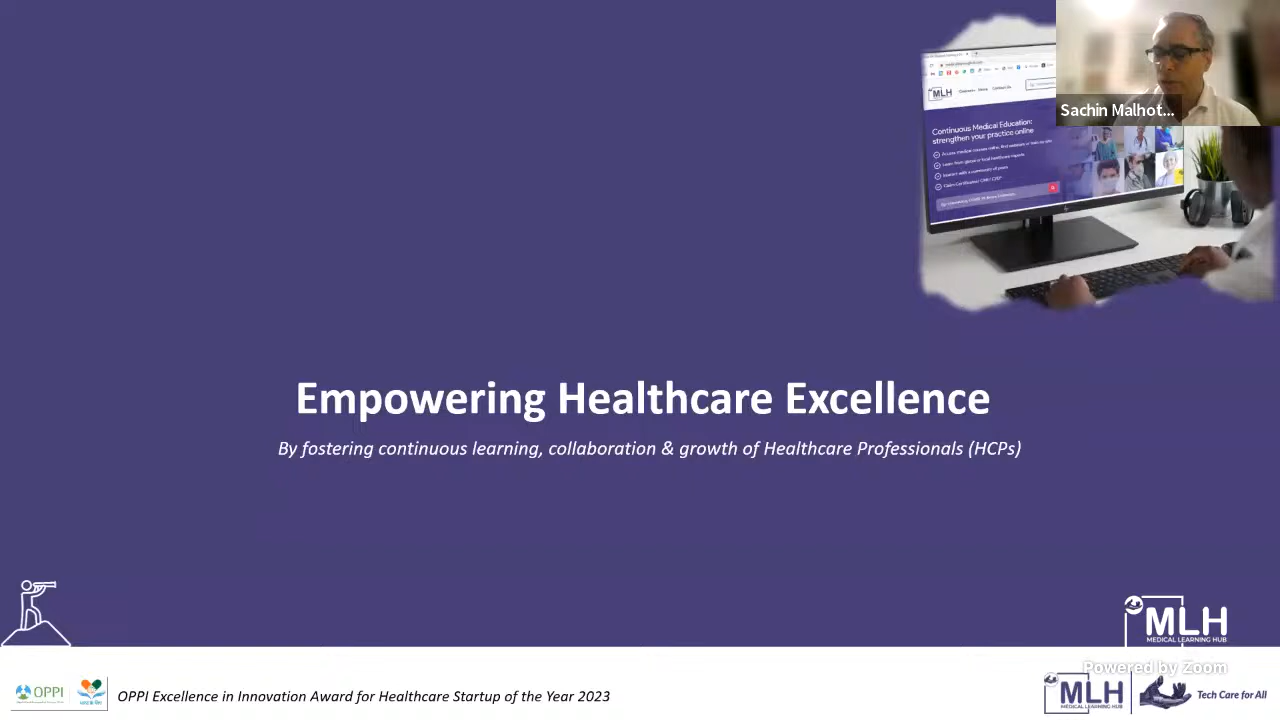 MLH
Sachin Malhot...
Continuous Medical Education:
strengthen your practice online
Empowering Healthcare Excellence
By fostering continuous learning, collaboration & growth of Healthcare Professionals (HCPs)
MLH
MEDICAL LEARNING HUB
Powered by Zoom
OPPI
OPPI Excellence in Innovation Award for Healthcare Startup of the Year 2023
MLH
MEDICAL LEARNING HUB
Tech Care for All